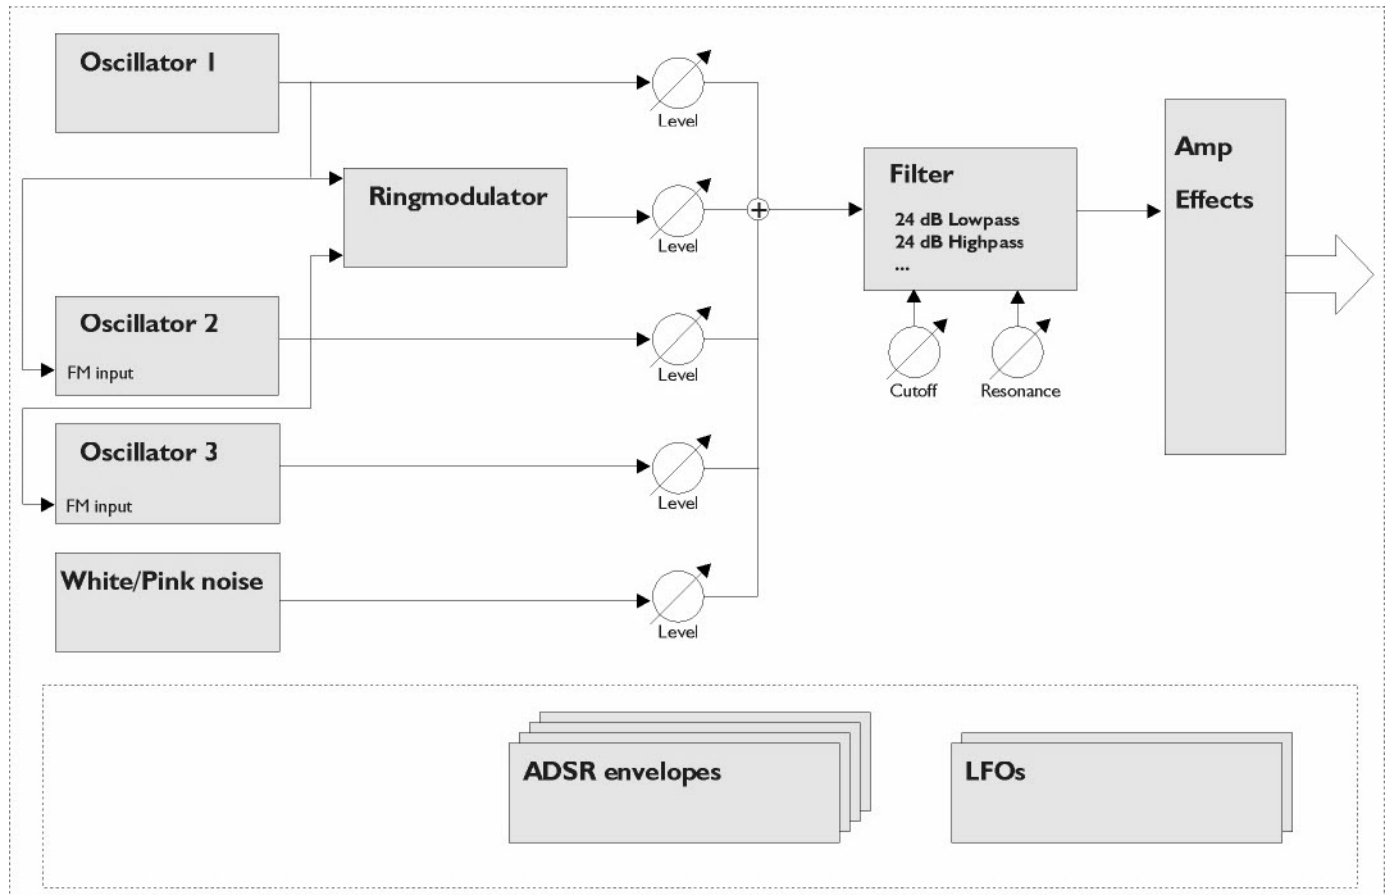 Oscillator 1
Level
Ringmodulator
Level
Filter
24 dB Lowpass
24 dB Highpass
...
Amp
Effects
Oscillator 2
FM input
Level
Cutoff
Resonance
Oscillator 3
FM input
Level
White/Pink noise
Level
ADSR envelopes
LFOs